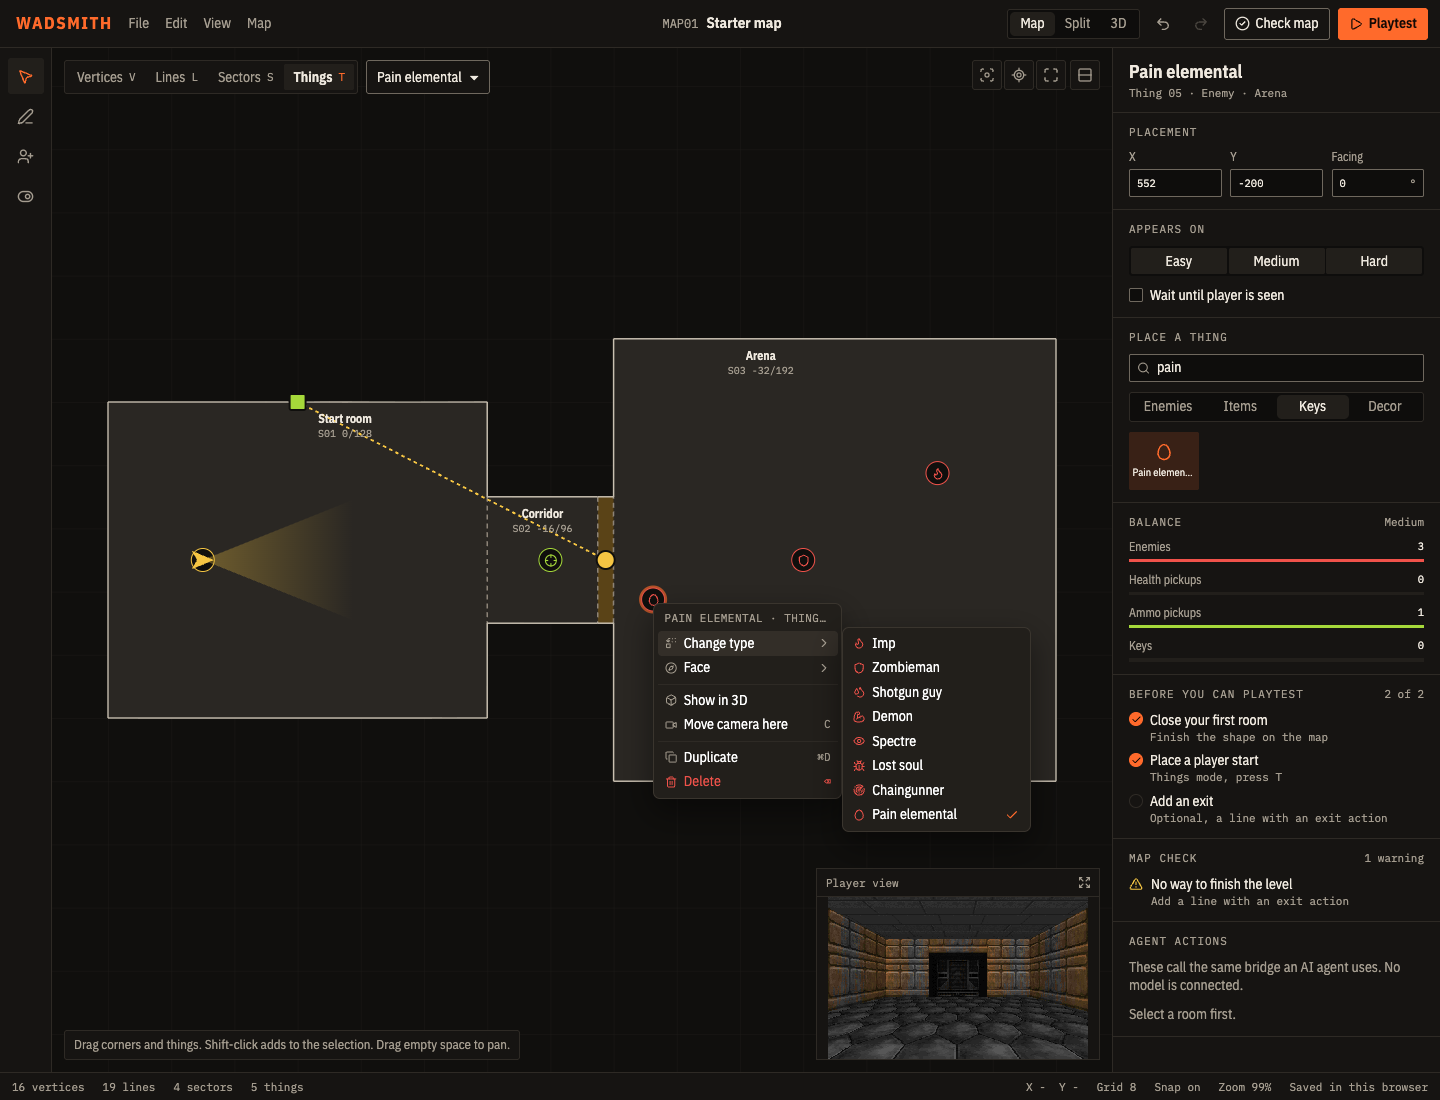 WADSMITH File Edit View Map
MAP01 Starter map
Map Split 3D
Check map
Playtest
Vertices V Lines L Sectors S Things T
Pain elemental
Arena
S03 -32/192
Start room
S01 0/128
Corridor
S02 -16/96
PAIN ELEMENTAL · THING…
Change type
Face
Show in 3D
Move camera here C
Duplicate ⌘D
Delete
Imp
Zombieman
Shotgun guy
Demon
Spectre
Lost soul
Chaingunner
Pain elemental
Player view
Drag corners and things. Shift-click adds to the selection. Drag empty space to pan.
Pain elemental
Thing 05 · Enemy · Arena
PLACEMENT
X Y Facing
552 -200 0 °
APPEARS ON
Easy Medium Hard
Wait until player is seen
PLACE A THING
pain
Enemies Items Keys Decor
Pain elemen…
BALANCE Medium
Enemies 3
Health pickups 0
Ammo pickups 1
Keys 0
BEFORE YOU CAN PLAYTEST 2 of 2
Close your first room
Finish the shape on the map
Place a player start
Things mode, press T
Add an exit
Optional, a line with an exit action
MAP CHECK 1 warning
No way to finish the level
Add a line with an exit action
AGENT ACTIONS
These call the same bridge an AI agent uses. No
model is connected.
Select a room first.
16 vertices 19 lines 4 sectors 5 things
X - Y - Grid 8 Snap on Zoom 99% Saved in this browser